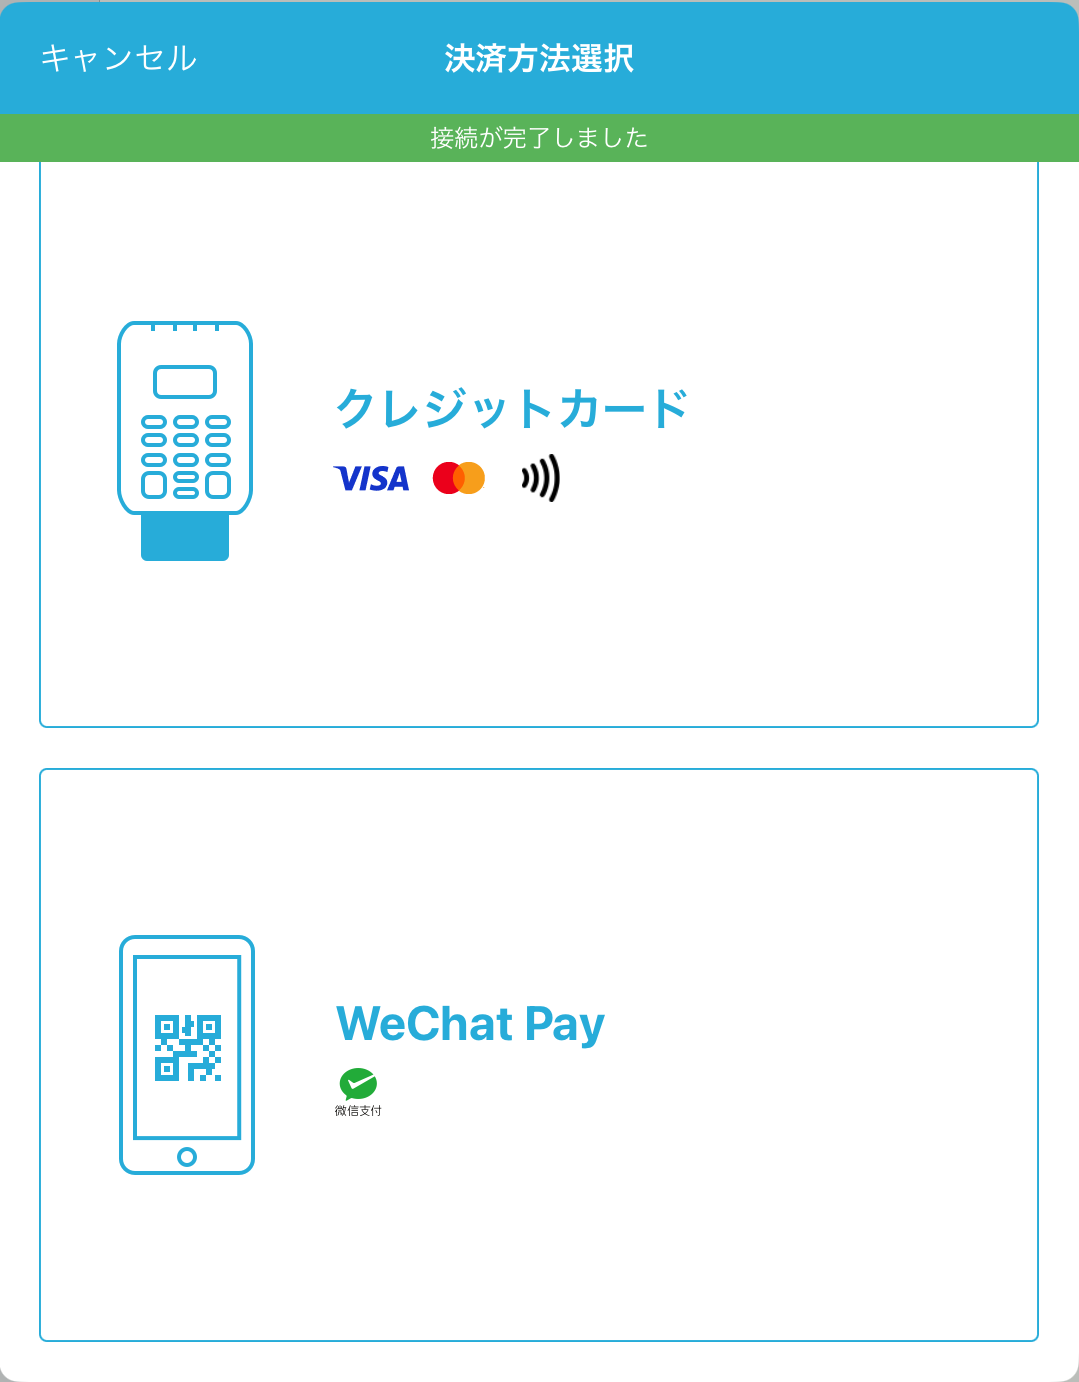 キャンセル
決済方法選択
接続が完了しました
クレジットカード
VISA
WeChat Pay
微信支付